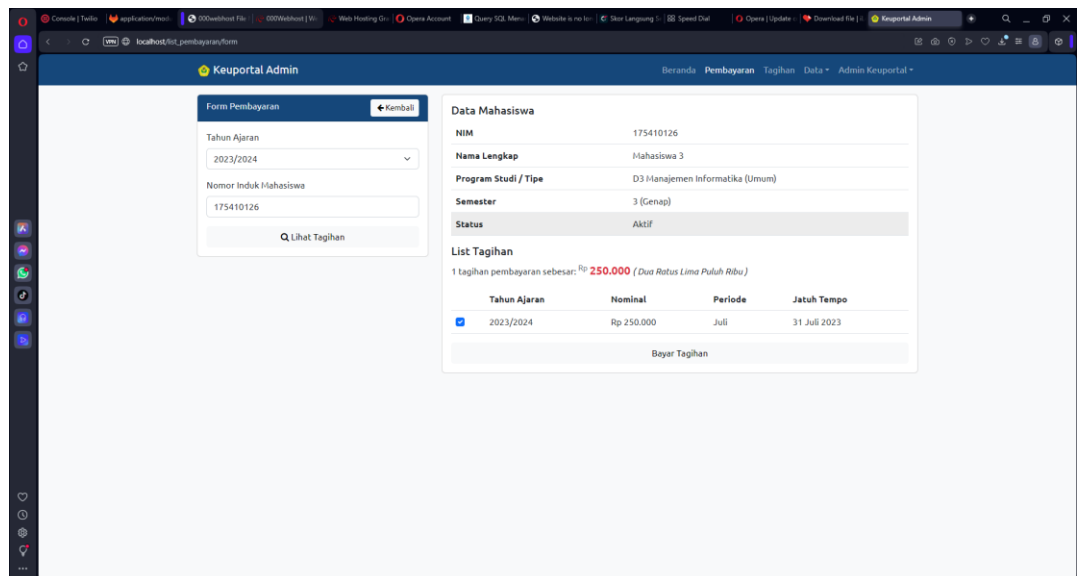 Console | Twilio
application/mod
000webhost File
000Webhost | W
Web Hosting Gr
Opera Account
Query SQL Men
Website is no lon
Skor Langsung S
Speed Dial
Opera | Update
Download File |
Keuportal Admin
VPN localhost/list_pembayaran/form
Keuportal Admin
Beranda Pembayaran Tagihan Data Admin Keuportal
Form Pembayaran
Kembali
Tahun Ajaran
2023/2024
Nomor Induk Mahasiswa
175410126
Lihat Tagihan
Data Mahasiswa
NIM 175410126
Nama Lengkap Mahasiswa 3
Program Studi / Tipe D3 Manajemen Informatika (Umum)
Semester 3 (Genap)
Status Aktif
List Tagihan
1 tagihan pembayaran sebesar: Rp 250.000 ( Dua Ratus Lima Puluh Ribu )
Tahun Ajaran Nominal Periode Jatuh Tempo
2023/2024 Rp 250.000 Juli 31 Juli 2023
Bayar Tagihan